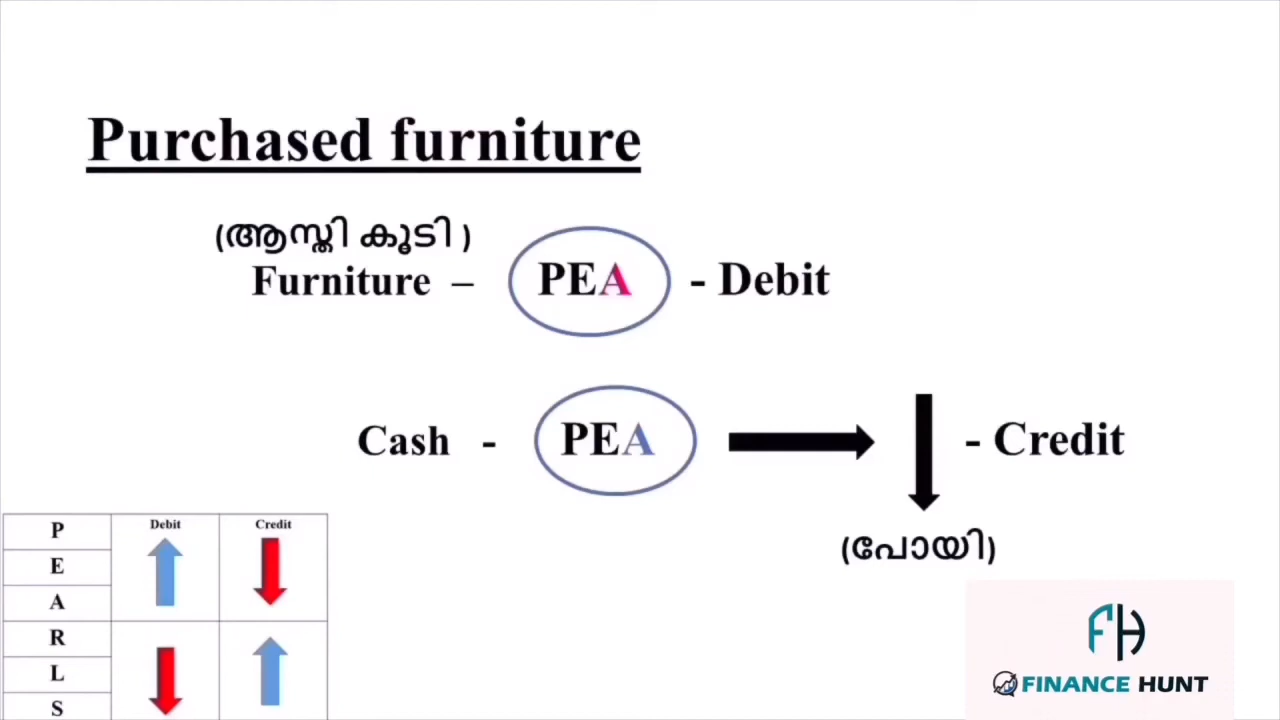 Purchased furniture
(ആസ്തി കൂടി )
Furniture – PEA - Debit
Cash - PEA - Credit
(പോയി)
Debit Credit
P
E
A
R
L
S
FH
FINANCE HUNT